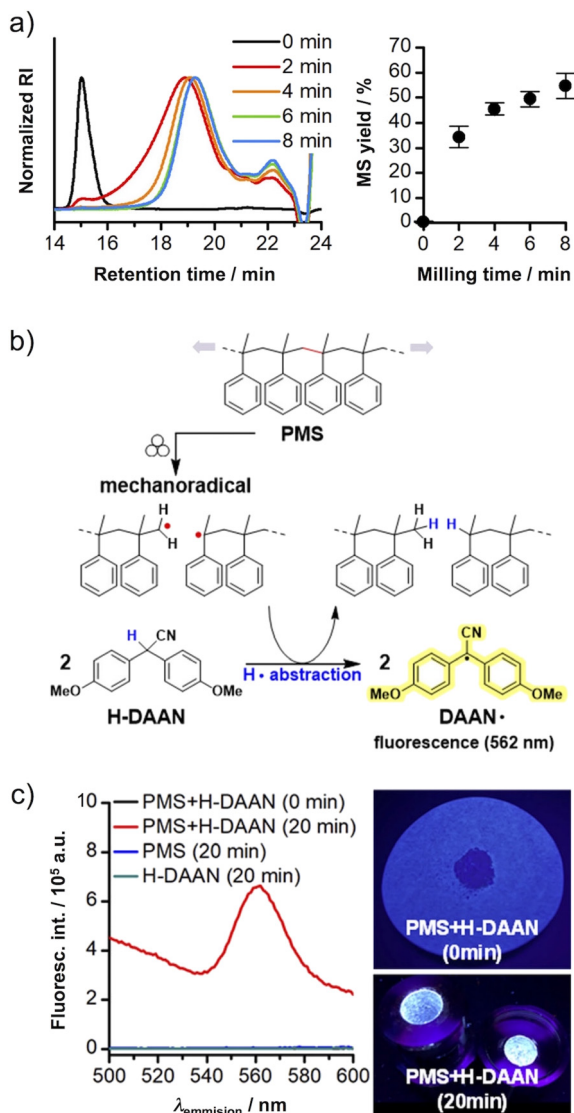 a)
Normalized RI
0 min
2 min
4 min
6 min
8 min
14 16 18 20 22 24
Retention time / min
MS yield / %
70
60
50
40
30
20
10
0
0 2 4 6 8
Milling time / min
b)
PMS
mechanoradical
H
H
H
H
H
H
2
H
CN
MeO
OMe
H-DAAN
H• abstraction
2
CN
MeO
OMe
DAAN•
fluorescence (562 nm)
c)
Fluoresc. int. / 10⁵ a.u.
10
8
6
4
2
0
PMS+H-DAAN (0 min)
PMS+H-DAAN (20 min)
PMS (20 min)
H-DAAN (20 min)
500 520 540 560 580 600
λemmision / nm
PMS+H-DAAN
(0min)
PMS+H-DAAN
(20min)